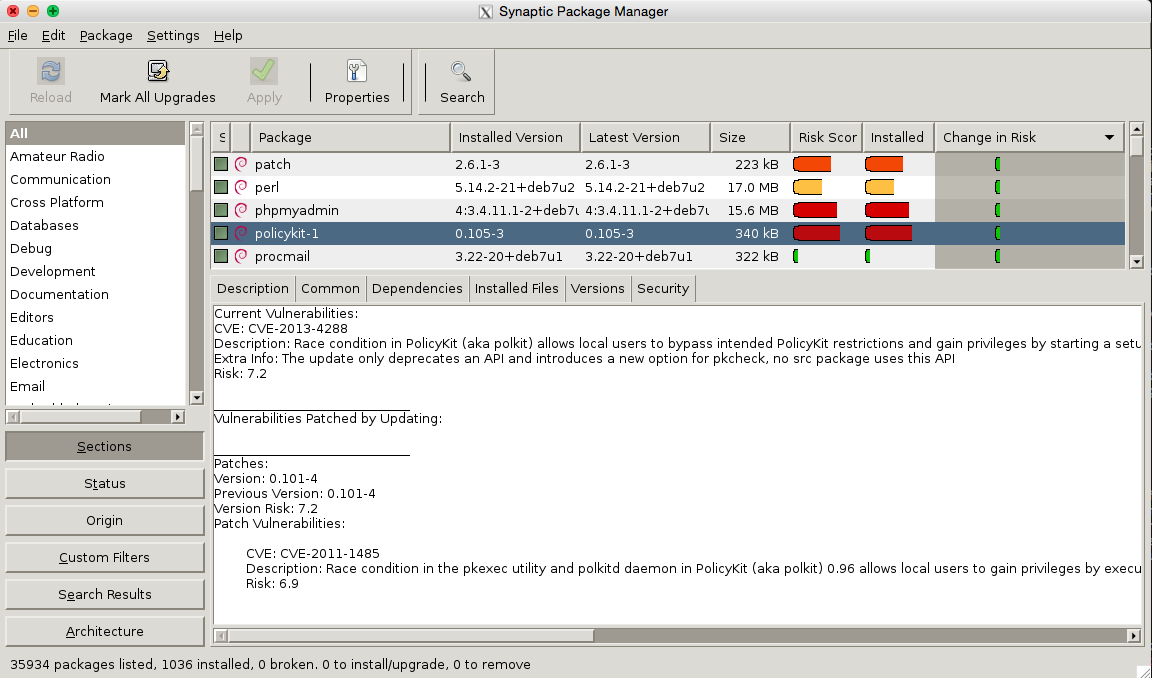 Synaptic Package Manager
File Edit Package Settings Help
Reload Mark All Upgrades Apply Properties Search
All
Amateur Radio
Communication
Cross Platform
Databases
Debug
Development
Documentation
Editors
Education
Electronics
Email
Sections
Status
Origin
Custom Filters
Search Results
Architecture
S Package Installed Version Latest Version Size Risk Scor Installed Change in Risk
patch 2.6.1-3 2.6.1-3 223 kB
perl 5.14.2-21+deb7u2 5.14.2-21+deb7u2 17.0 MB
phpmyadmin 4:3.4.11.1-2+deb7u 4:3.4.11.1-2+deb7u 15.6 MB
policykit-1 0.105-3 0.105-3 340 kB
procmail 3.22-20+deb7u1 3.22-20+deb7u1 322 kB
Description Common Dependencies Installed Files Versions Security
Current Vulnerabilities:
CVE: CVE-2013-4288
Description: Race condition in PolicyKit (aka polkit) allows local users to bypass intended PolicyKit restrictions and gain privileges by starting a setu
Extra Info: The update only deprecates an API and introduces a new option for pkcheck, no src package uses this API
Risk: 7.2
Vulnerabilities Patched by Updating:
Patches:
Version: 0.101-4
Previous Version: 0.101-4
Version Risk: 7.2
Patch Vulnerabilities:
CVE: CVE-2011-1485
Description: Race condition in the pkexec utility and polkitd daemon in PolicyKit (aka polkit) 0.96 allows local users to gain privileges by execu
Risk: 6.9
35934 packages listed, 1036 installed, 0 broken. 0 to install/upgrade, 0 to remove